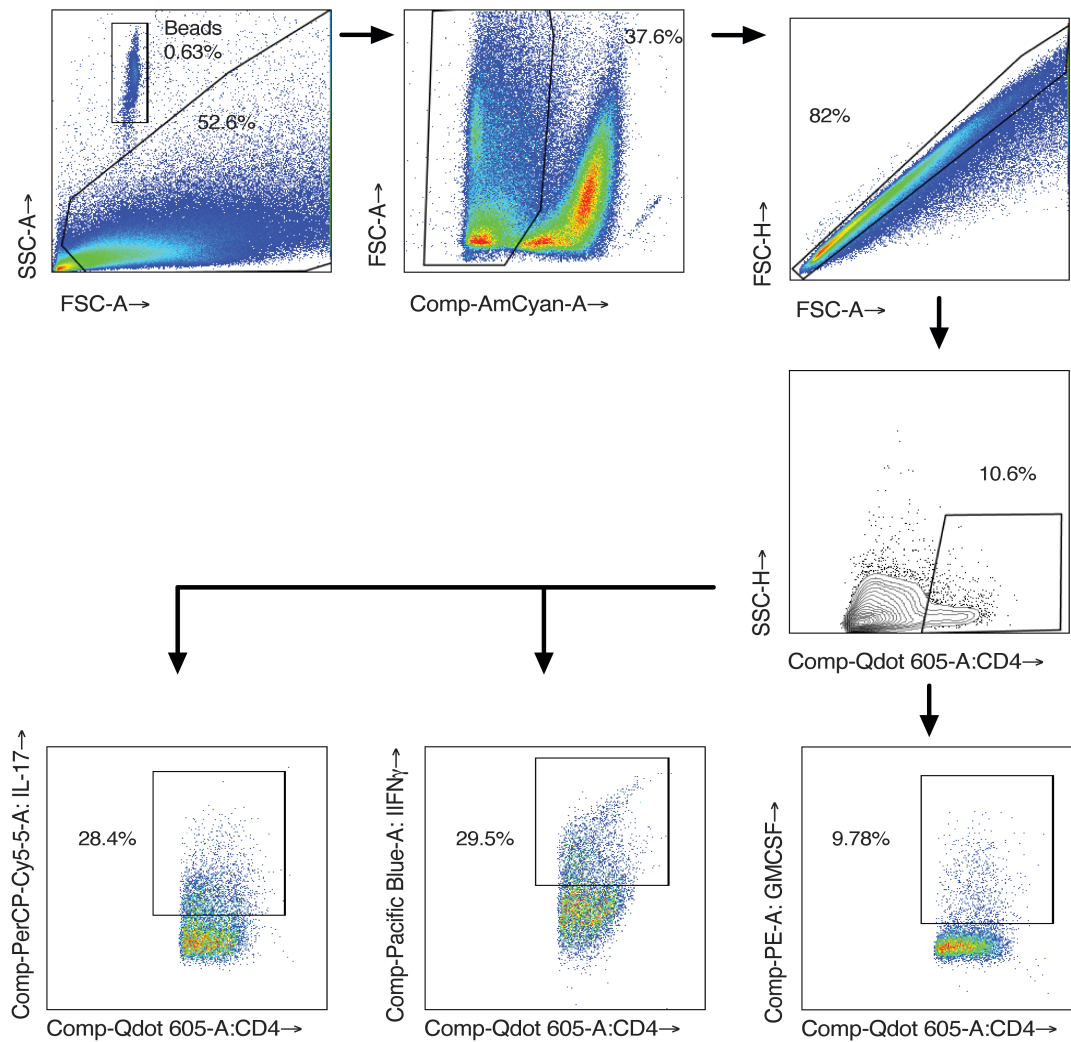 Beads
0.63%
52.6%
SSC-A→
FSC-A→
37.6%
FSC-A→
Comp-AmCyan-A→
82%
FSC-H→
FSC-A→
10.6%
SSC-H→
Comp-Qdot 605-A:CD4→
28.4%
Comp-PerCP-Cy5-5-A: IL-17→
Comp-Qdot 605-A:CD4→
29.5%
Comp-Pacific Blue-A: IIFNγ→
Comp-Qdot 605-A:CD4→
9.78%
Comp-PE-A: GMCSF→
Comp-Qdot 605-A:CD4→